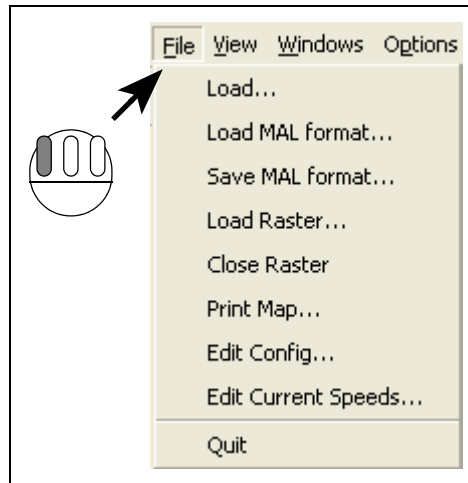 File View Windows Options
Load...
Load MAL format...
Save MAL format...
Load Raster...
Close Raster
Print Map...
Edit Config...
Edit Current Speeds...
Quit